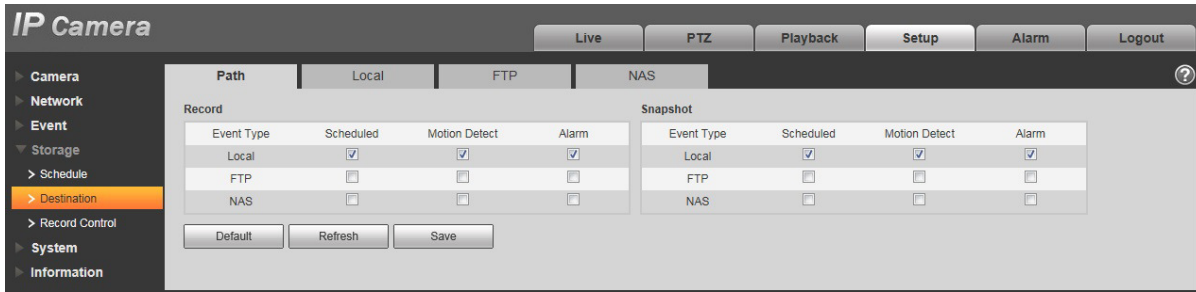 IP Camera
Live PTZ Playback Setup Alarm Logout
Camera
Network
Event
Storage
> Schedule
> Destination
> Record Control
System
Information
Path Local FTP NAS ?
Record
Event Type Scheduled Motion Detect Alarm
Local
FTP
NAS
Snapshot
Event Type Scheduled Motion Detect Alarm
Local
FTP
NAS
Default Refresh Save